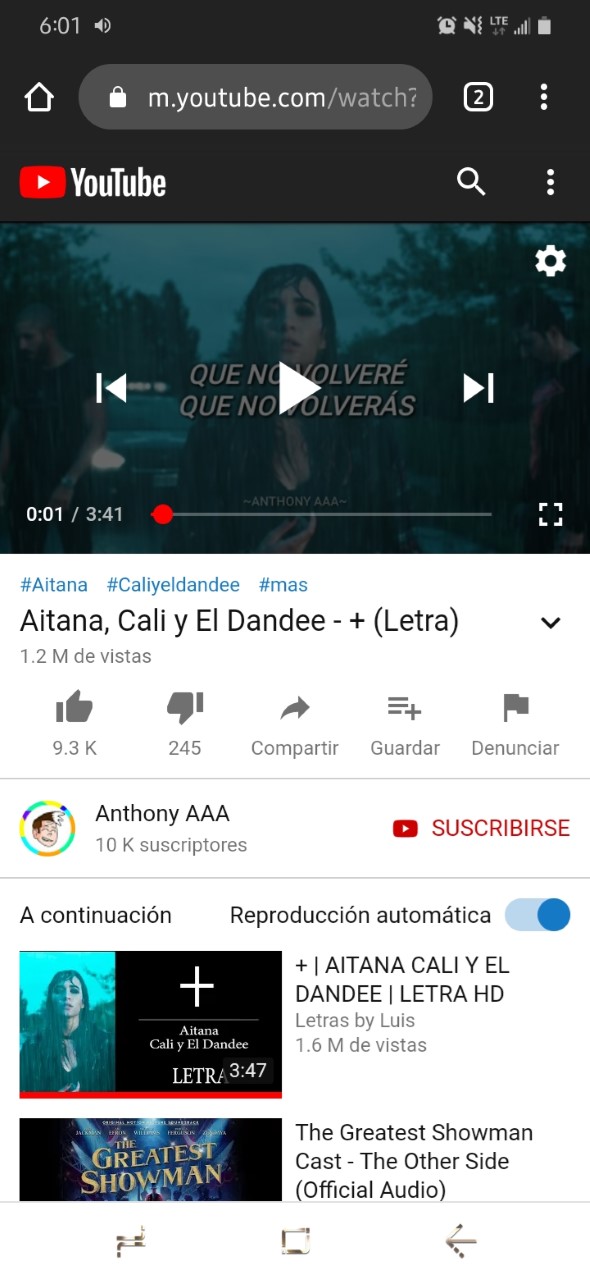 6:01
LTE
m.youtube.com/watch?
2
YouTube
QUE NO VOLVERÉ
QUE NO VOLVERÁS
~ANTHONY AAA~
0:01 / 3:41
#Aitana #Caliyeldandee #mas
Aitana, Cali y El Dandee - + (Letra)
1.2 M de vistas
9.3 K
245
Compartir
Guardar
Denunciar
Anthony AAA
10 K suscriptores
SUSCRIBIRSE
A continuación
Reproducción automática
+
Aitana
Cali y El Dandee
LETRA
3:47
+ | AITANA CALI Y EL
DANDEE | LETRA HD
Letras by Luis
1.6 M de vistas
THE
GREATEST
SHOWMAN
The Greatest Showman
Cast - The Other Side
(Official Audio)